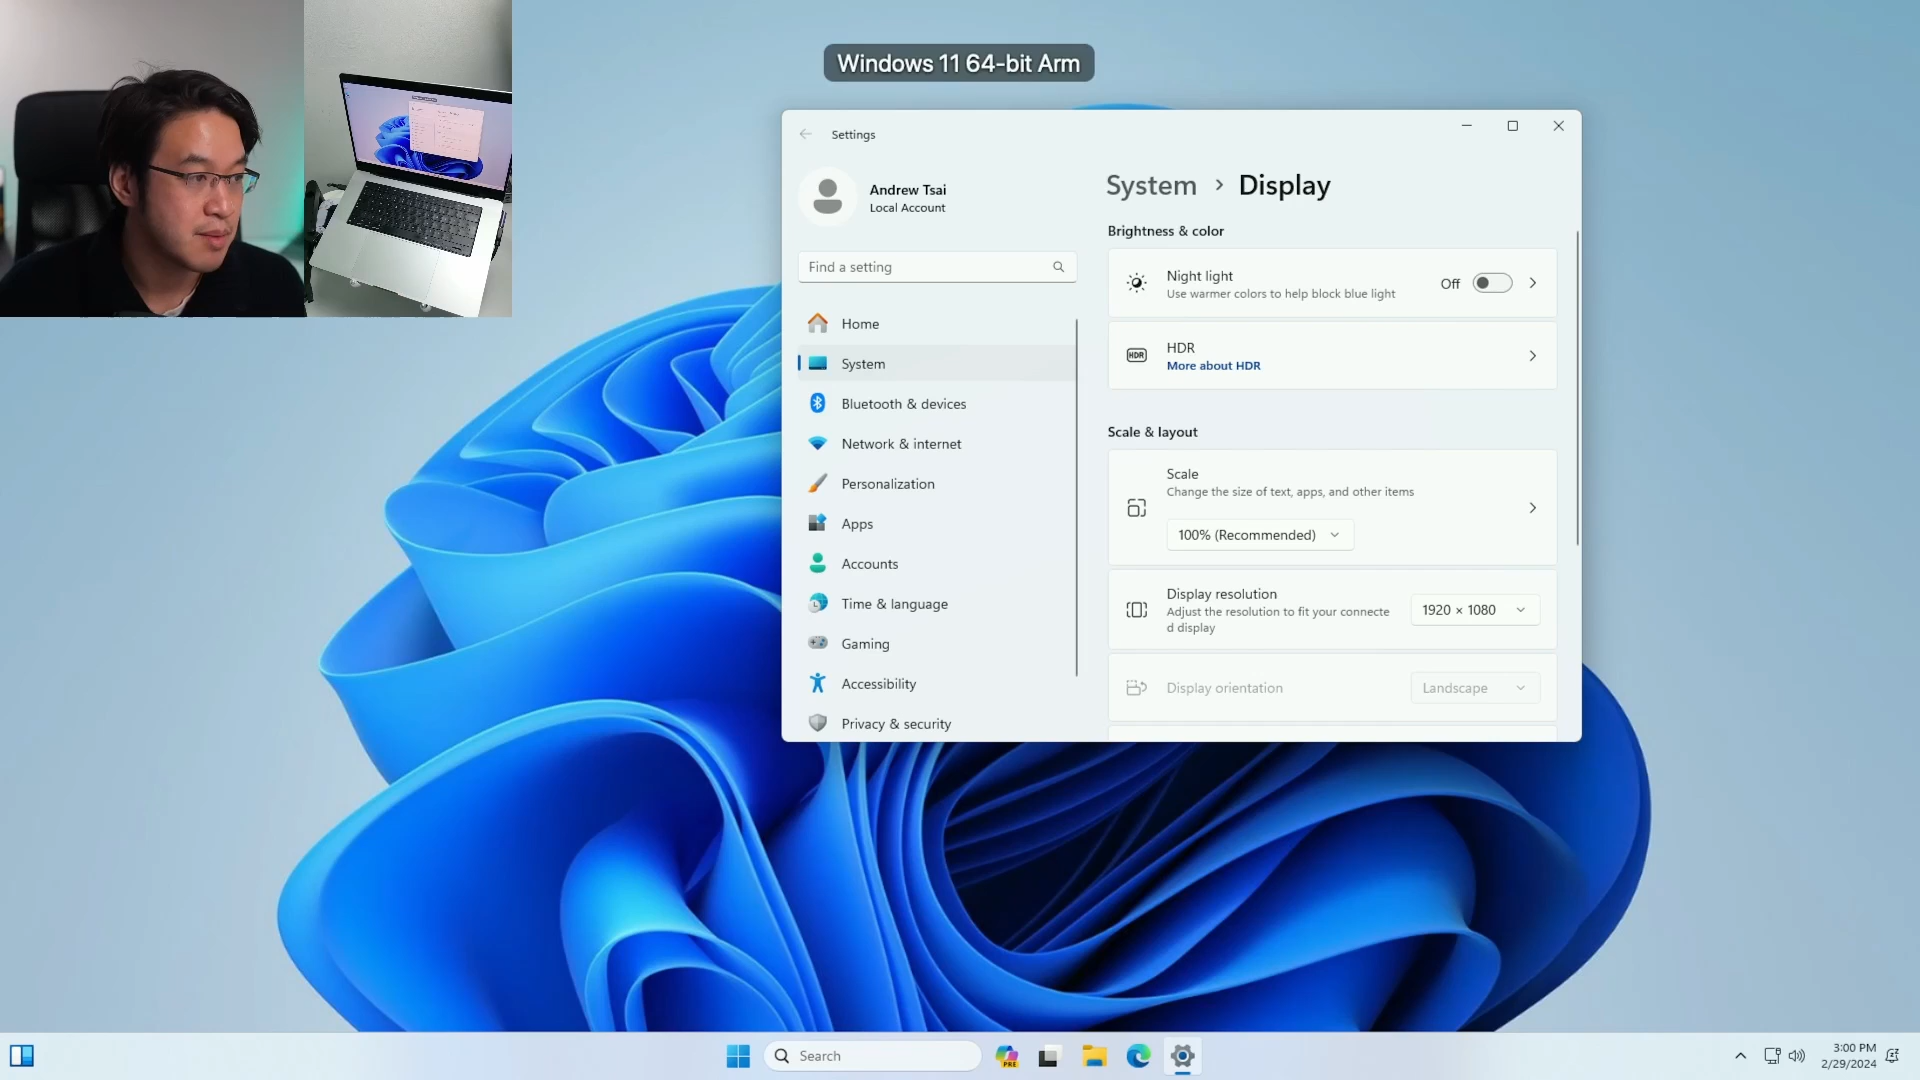 Windows 11 64-bit Arm
Settings
Andrew Tsai
Local Account
Find a setting
Home
System
Bluetooth & devices
Network & internet
Personalization
Apps
Accounts
Time & language
Gaming
Accessibility
Privacy & security
System > Display
Brightness & color
Night light
Use warmer colors to help block blue light
Off
HDR
HDR
More about HDR
Scale & layout
Scale
Change the size of text, apps, and other items
100% (Recommended)
Display resolution
Adjust the resolution to fit your connecte
d display
1920 × 1080
Display orientation
Landscape
Search
PRE
3:00 PM
2/29/2024